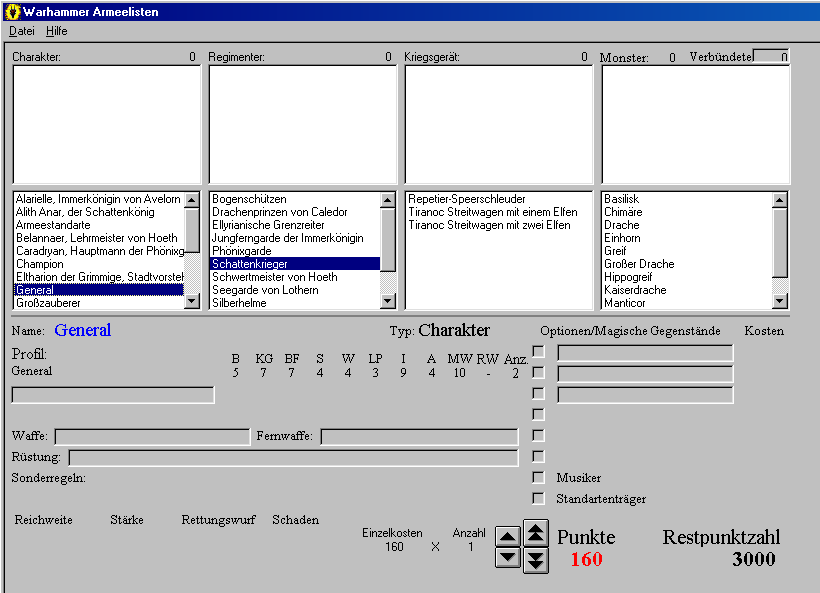 Warhammer Armeelisten
Datei Hilfe
Charakter: 0 Regimenter: 0 Kriegsgerät: 0 Monster: 0 Verbündete 0
Alarielle, Immerkönigin von Avelorn
Alith Anar, der Schattenkönig
Armeestandarte
Belannaer, Lehrmeister von Hoeth
Caradryan, Hauptmann der Phönixg
Champion
Eltharion der Grimmige, Stadtvorsteh
General
Großzauberer
Bogenschützen
Drachenprinzen von Caledor
Ellyrianische Grenzreiter
Jungferngarde der Immerkönigin
Phönixgarde
Schattenkrieger
Schwertmeister von Hoeth
Seegarde von Lothern
Silberhelme
Repetier-Speerschleuder
Tiranoc Streitwagen mit einem Elfen
Tiranoc Streitwagen mit zwei Elfen
Basilisk
Chimäre
Drache
Einhorn
Greif
Großer Drache
Hippogreif
Kaiserdrache
Manticor
Name: General Typ: Charakter Optionen/Magische Gegenstände Kosten
Profil: B KG BF S W LP I A MW RW Anz.
General 5 7 7 4 4 3 9 4 10 - 2
Waffe: Fernwaffe:
Rüstung:
Sonderregeln:
Musiker
Standartenträger
Reichweite Stärke Rettungswurf Schaden
Einzelkosten Anzahl Punkte Restpunktzahl
160 X 1 160 3000